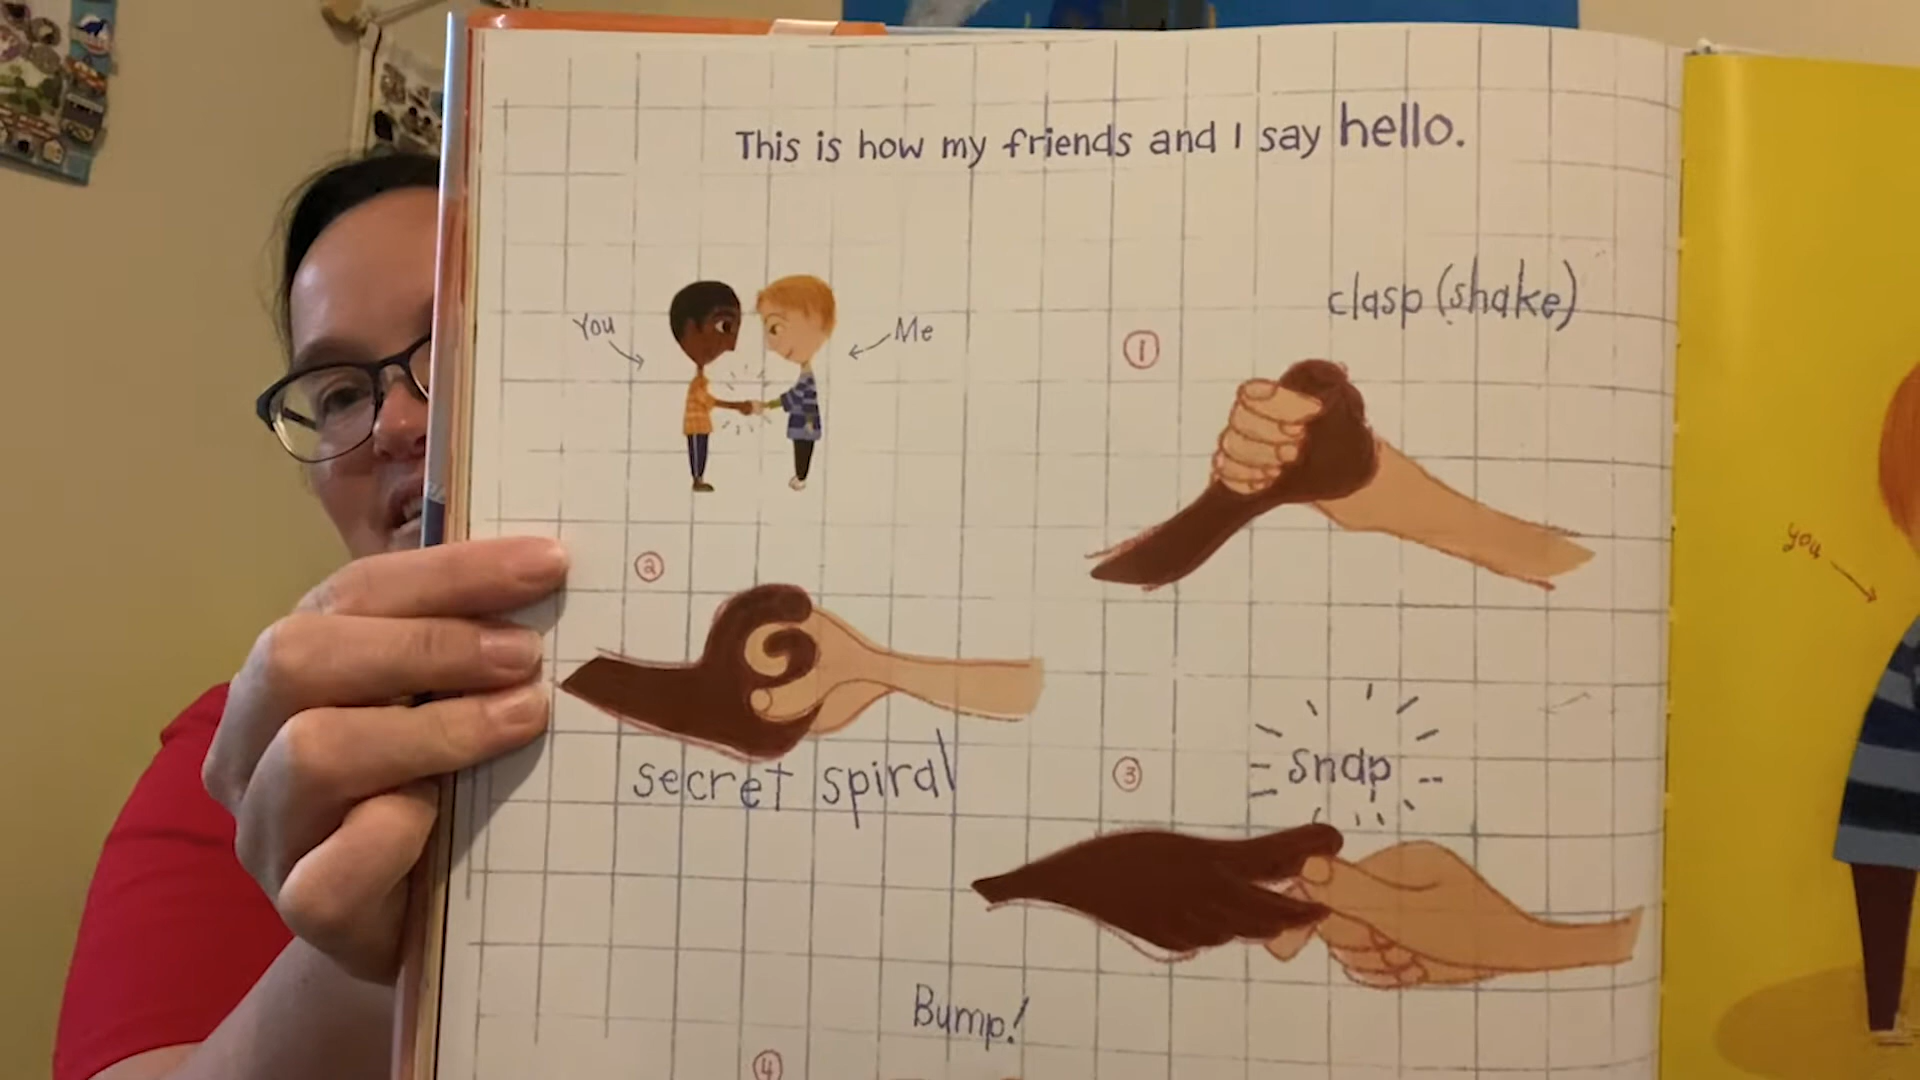 This is how my friends and I say hello.
You
Me
clasp (shake)
1
2
secret spiral
3
snap
Bump!
4
you